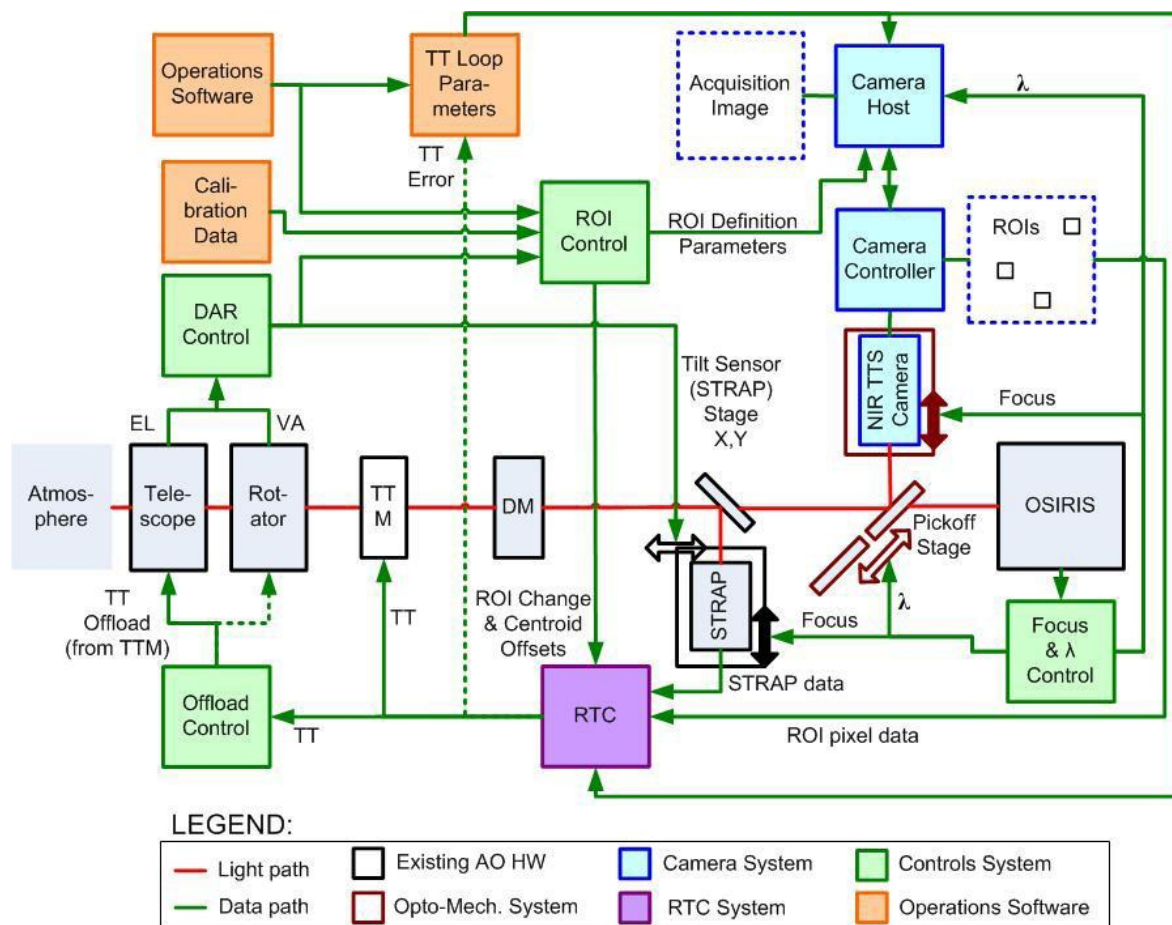 Operations
Software
TT Loop
Para-
meters
Acquisition
Image
Camera
Host
λ
TT
Error
Cali-
bration
Data
ROI
Control
ROI Definition
Parameters
Camera
Controller
ROIs
DAR
Control
Tilt Sensor
(STRAP)
Stage
X,Y
NIR TTS
Camera
Focus
EL
VA
Atmos-
phere
Tele-
scope
Rot-
ator
TT
M
DM
OSIRIS
Pickoff
Stage
TT
Offload
(from TTM)
TT
ROI Change
& Centroid
Offsets
STRAP
Focus
λ
Focus
& λ
Control
STRAP data
Offload
Control
TT
RTC
ROI pixel data
LEGEND:
Light path
Existing AO HW
Camera System
Controls System
Data path
Opto-Mech. System
RTC System
Operations Software